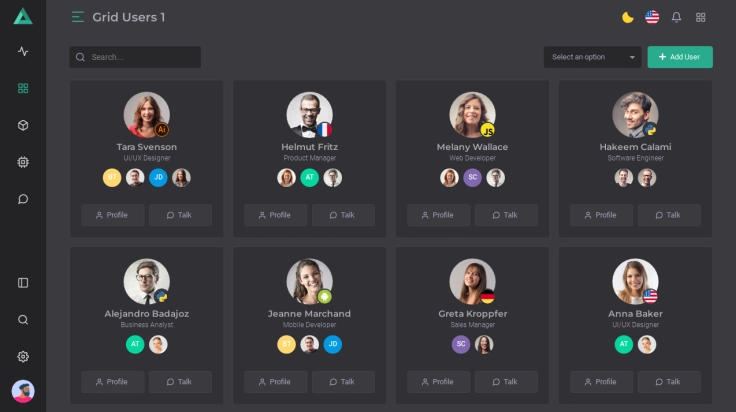 Grid Users 1
Search...
Select an option
+ Add User
Ai
Tara Svenson
UI/UX Designer
BT
JD
Profile
Talk
Helmut Fritz
Product Manager
AT
Profile
Talk
JS
Melany Wallace
Web Developer
SC
Profile
Talk
Hakeem Calami
Software Engineer
Profile
Talk
Alejandro Badajoz
Business Analyst
AT
Profile
Talk
Jeanne Marchand
Mobile Developer
BT
JD
Profile
Talk
Greta Kroppfer
Sales Manager
SC
Profile
Talk
Anna Baker
UI/UX Designer
AT
Profile
Talk